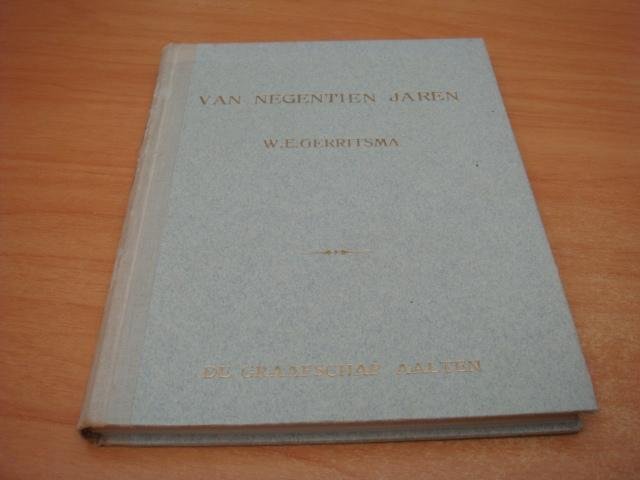 VAN NEGENTIEN JAREN
W.E.GERRITSMA
DE GRAAFSCHAP AALTEN